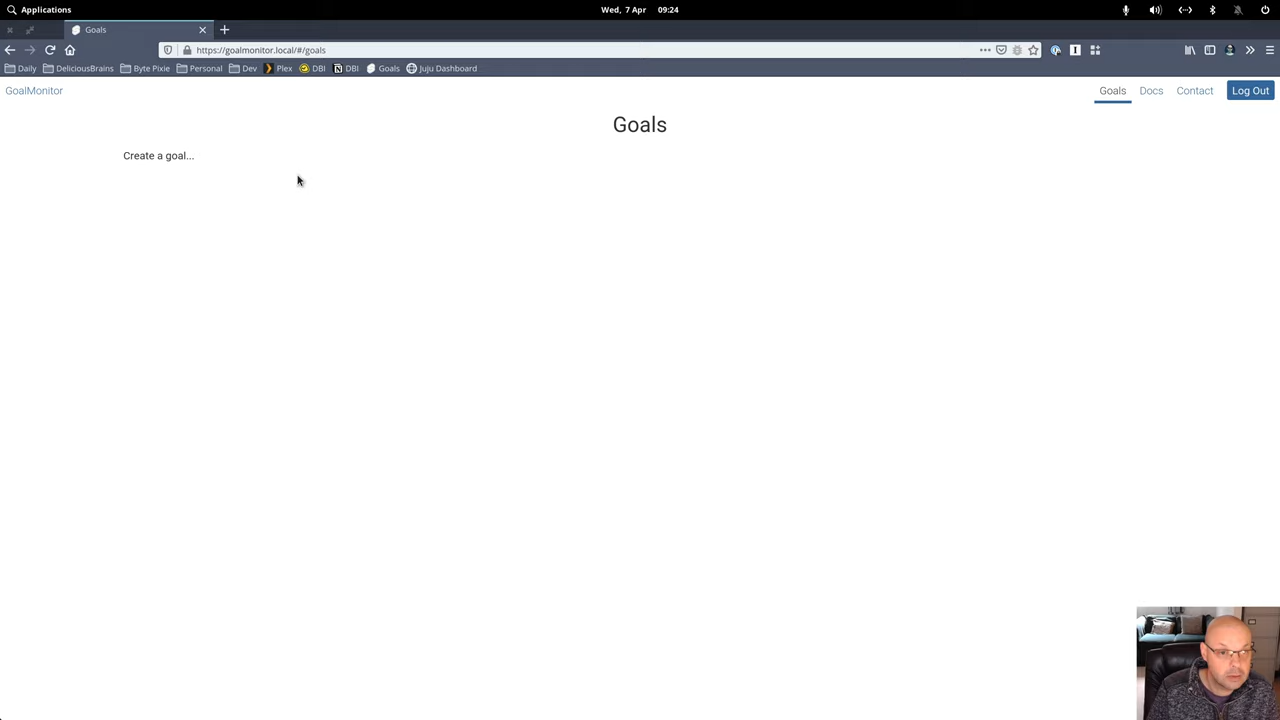 Applications
Wed, 7 Apr 09:24
Goals
https://goalmonitor.local/#/goals
Daily DeliciousBrains Byte Pixie Personal Dev Plex DBI DBI Goals Juju Dashboard
GoalMonitor
Goals Docs Contact Log Out
Goals
Create a goal...